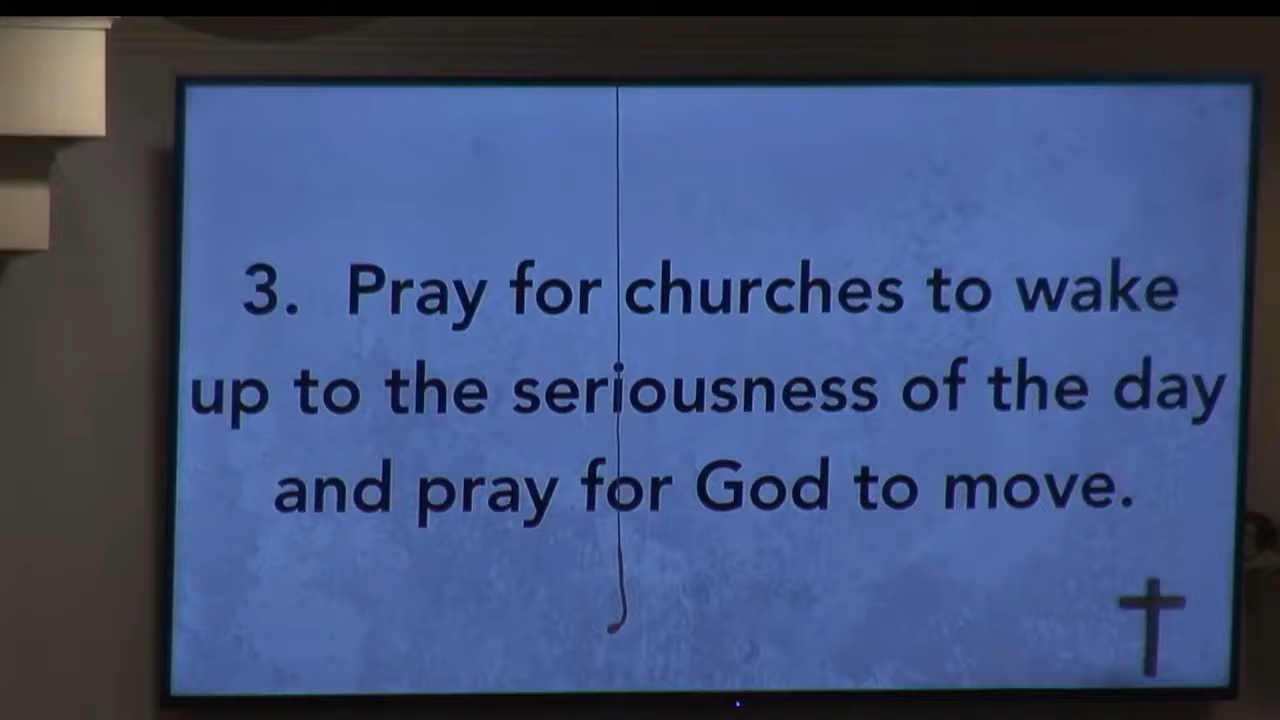 3. Pray for churches to wake
up to the seriousness of the day
and pray for God to move.